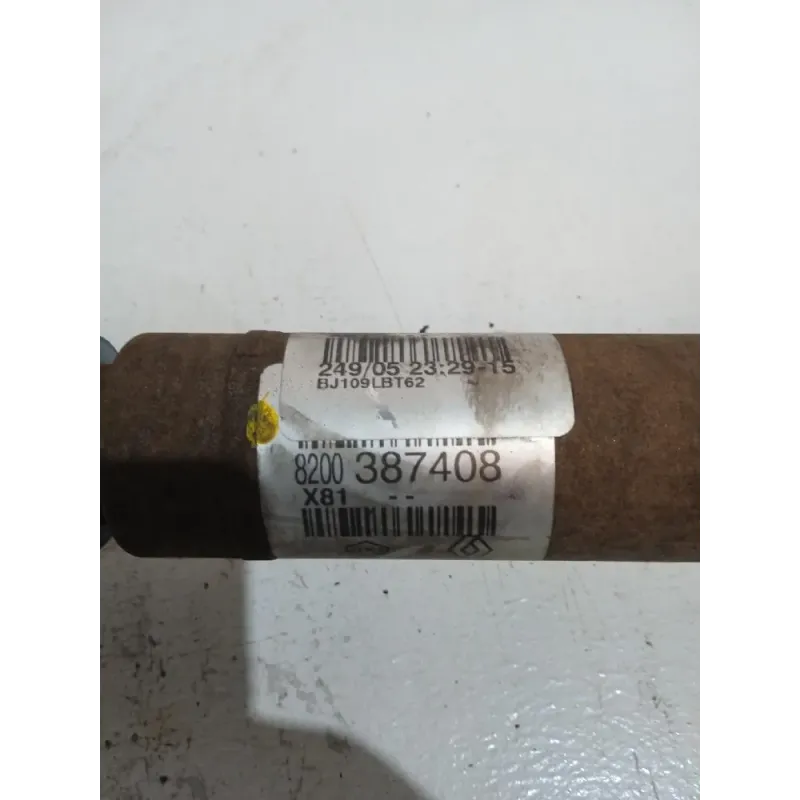 249/05 23:29-15
BJ109LBT62
8200 387408
X81 - -